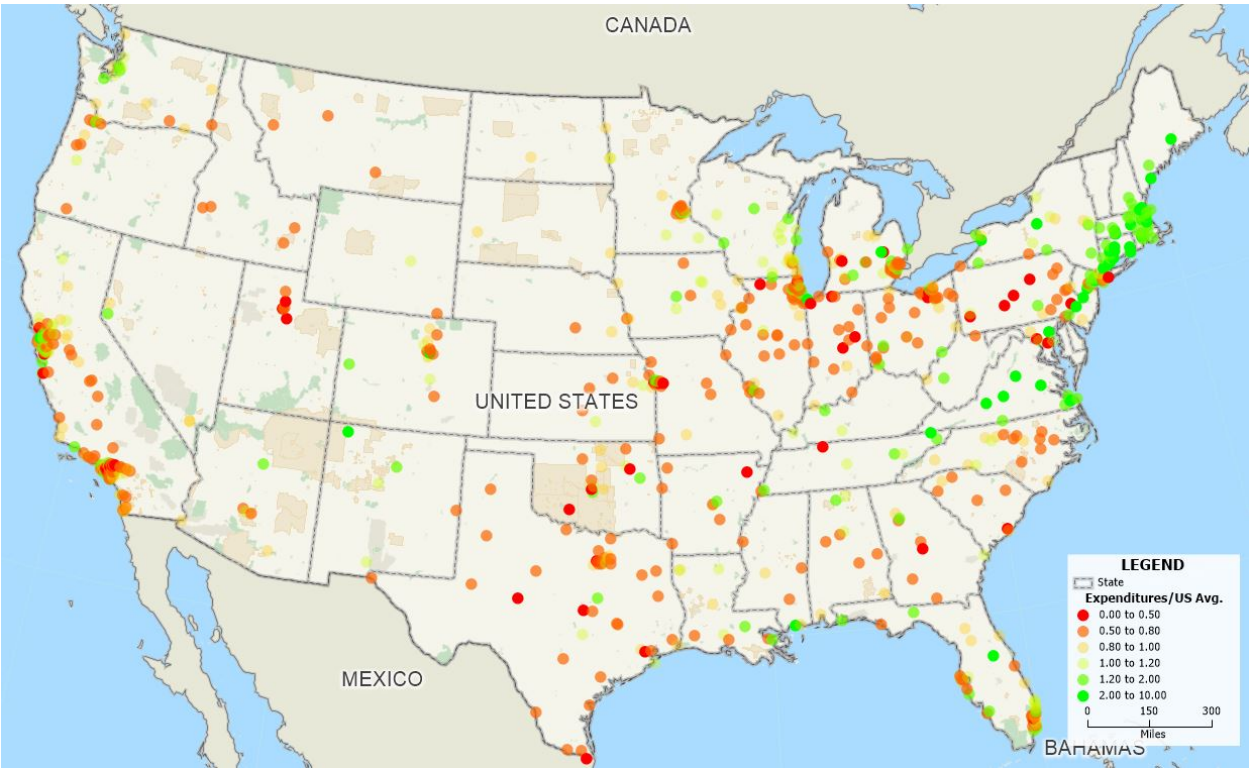 CANADA
UNITED STATES
MEXICO
BAHAMAS
LEGEND
State
Expenditures/US Avg.
0.00 to 0.50
0.50 to 0.80
0.80 to 1.00
1.00 to 1.20
1.20 to 2.00
2.00 to 10.00
0 150 300
Miles